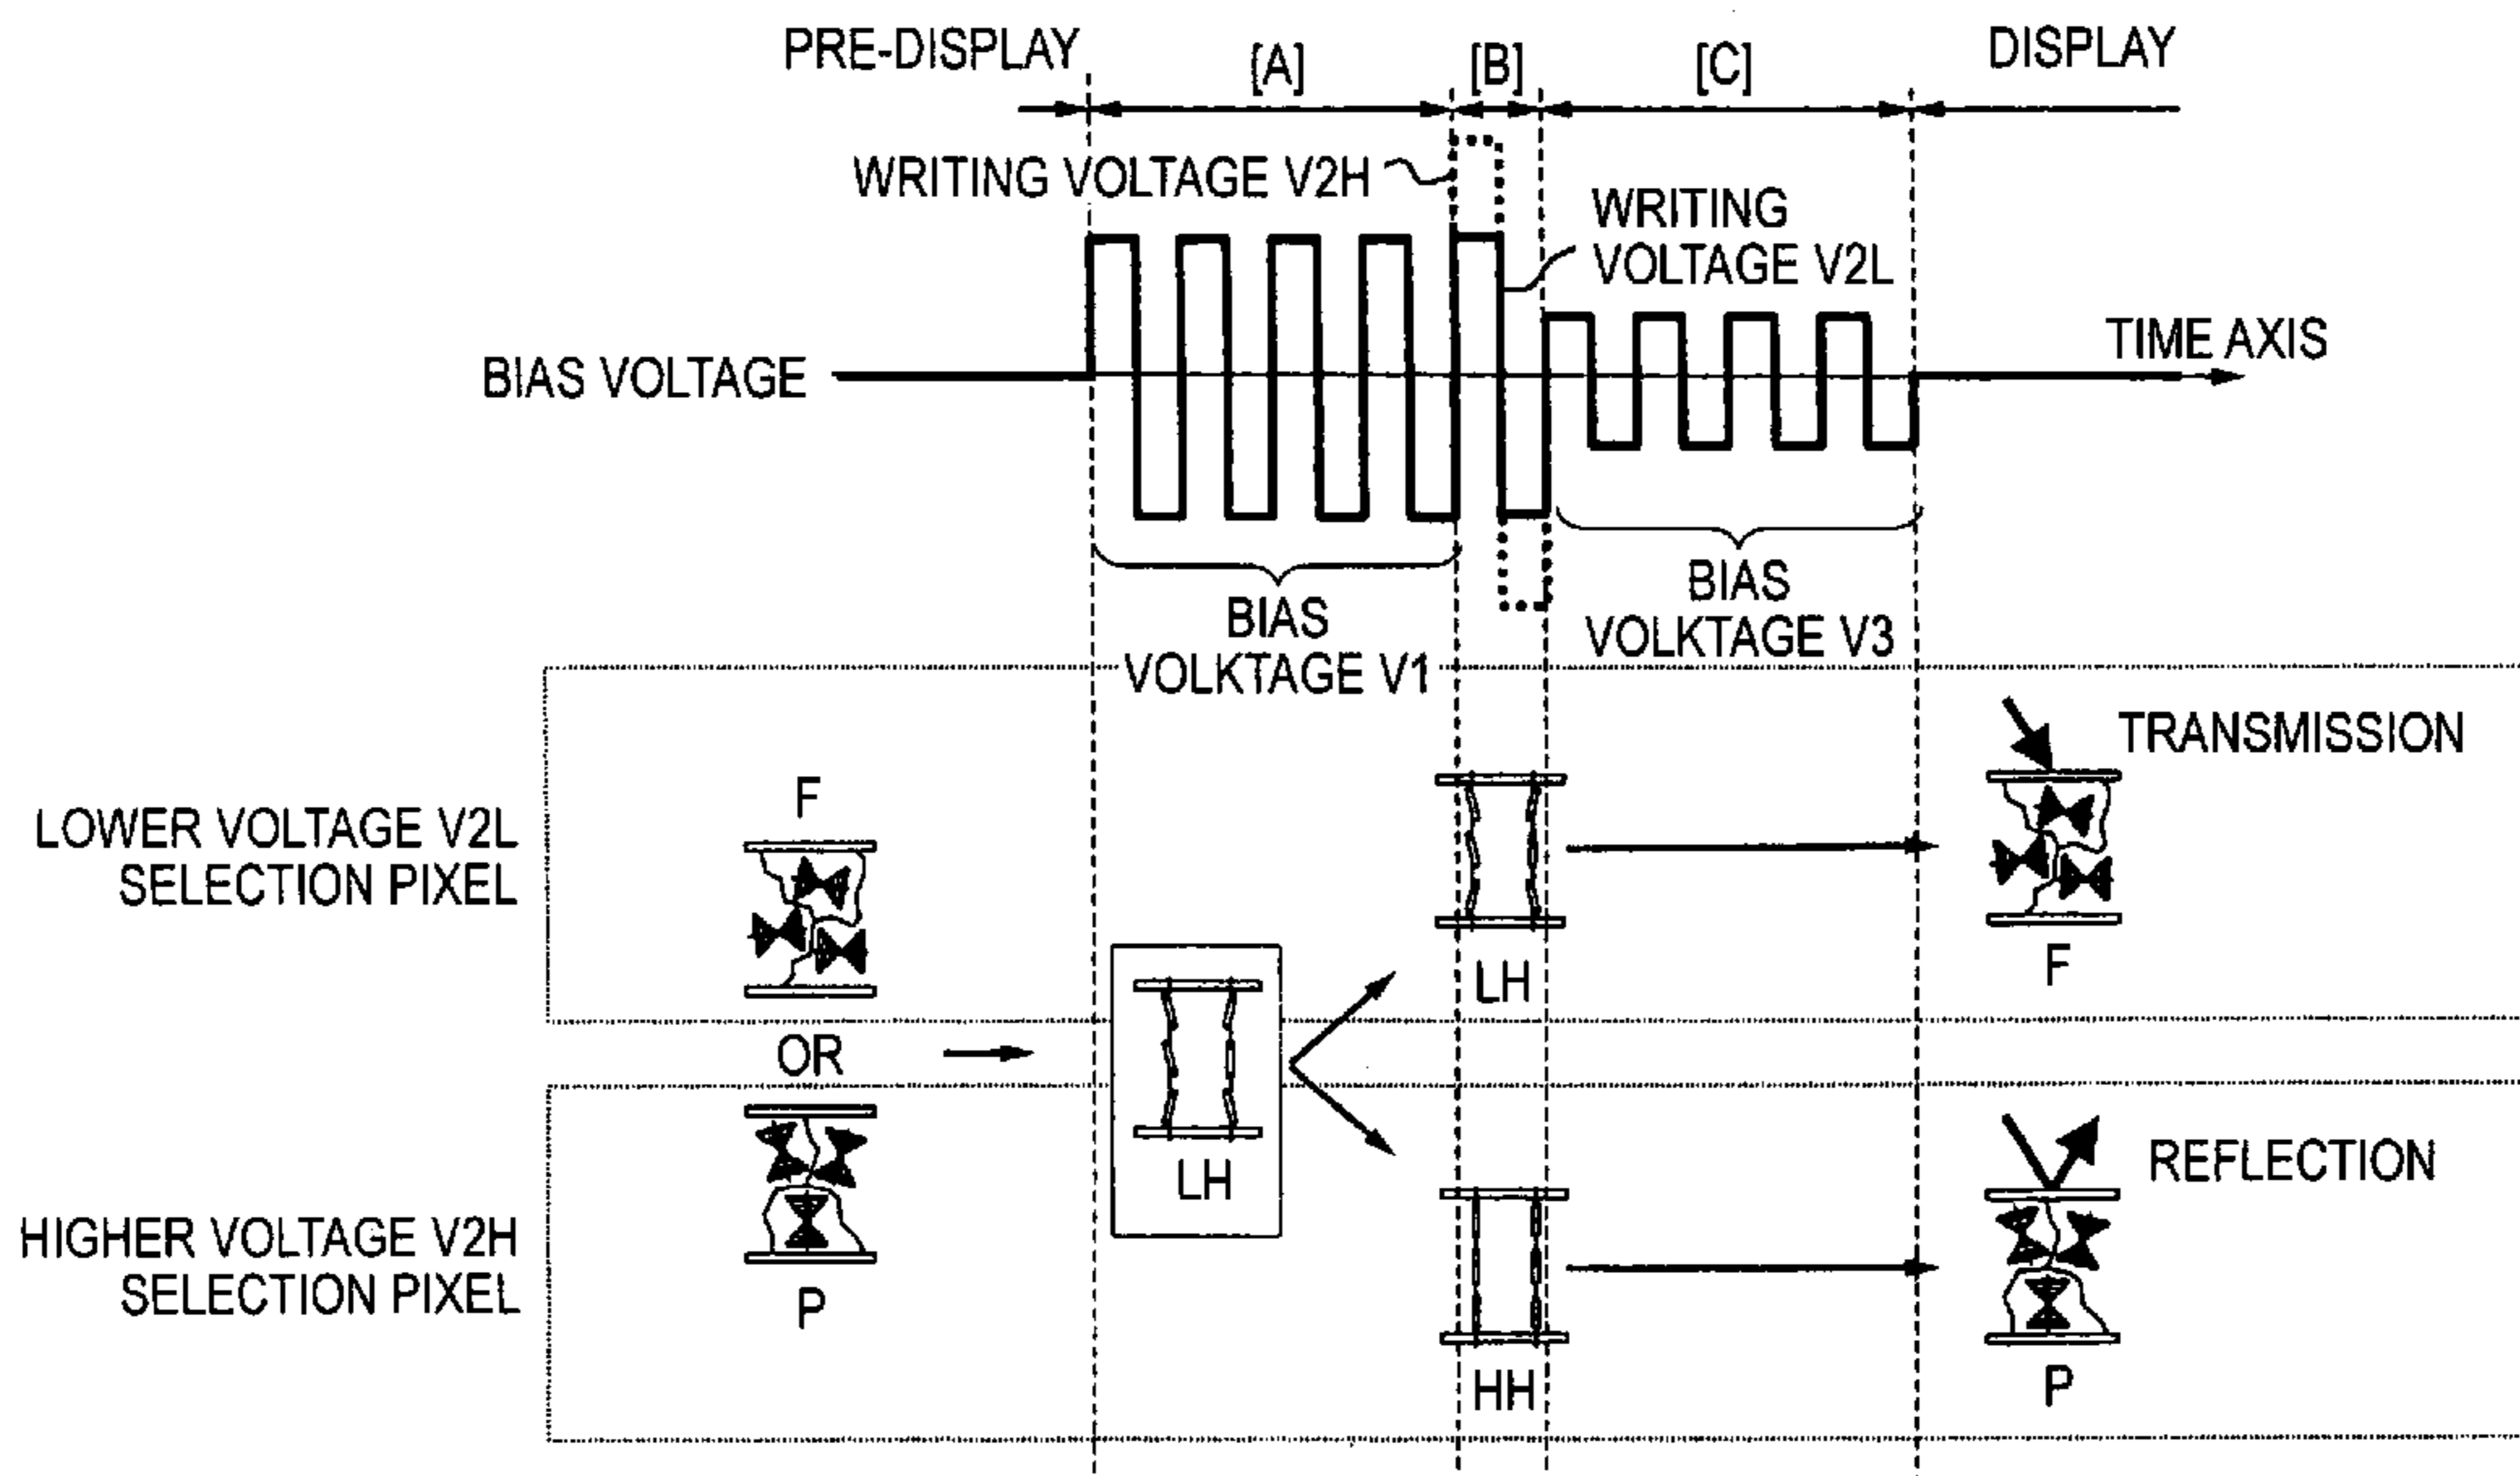 PRE-DISPLAY [A] [B] [C] DISPLAY
WRITING VOLTAGE V2H
WRITING
VOLTAGE V2L
BIAS VOLTAGE
TIME AXIS
BIAS
VOLKTAGE V1
BIAS
VOLKTAGE V3
LOWER VOLTAGE V2L
SELECTION PIXEL
F
LH
TRANSMISSION
F
OR
LH
HIGHER VOLTAGE V2H
SELECTION PIXEL
P
HH
REFLECTION
P